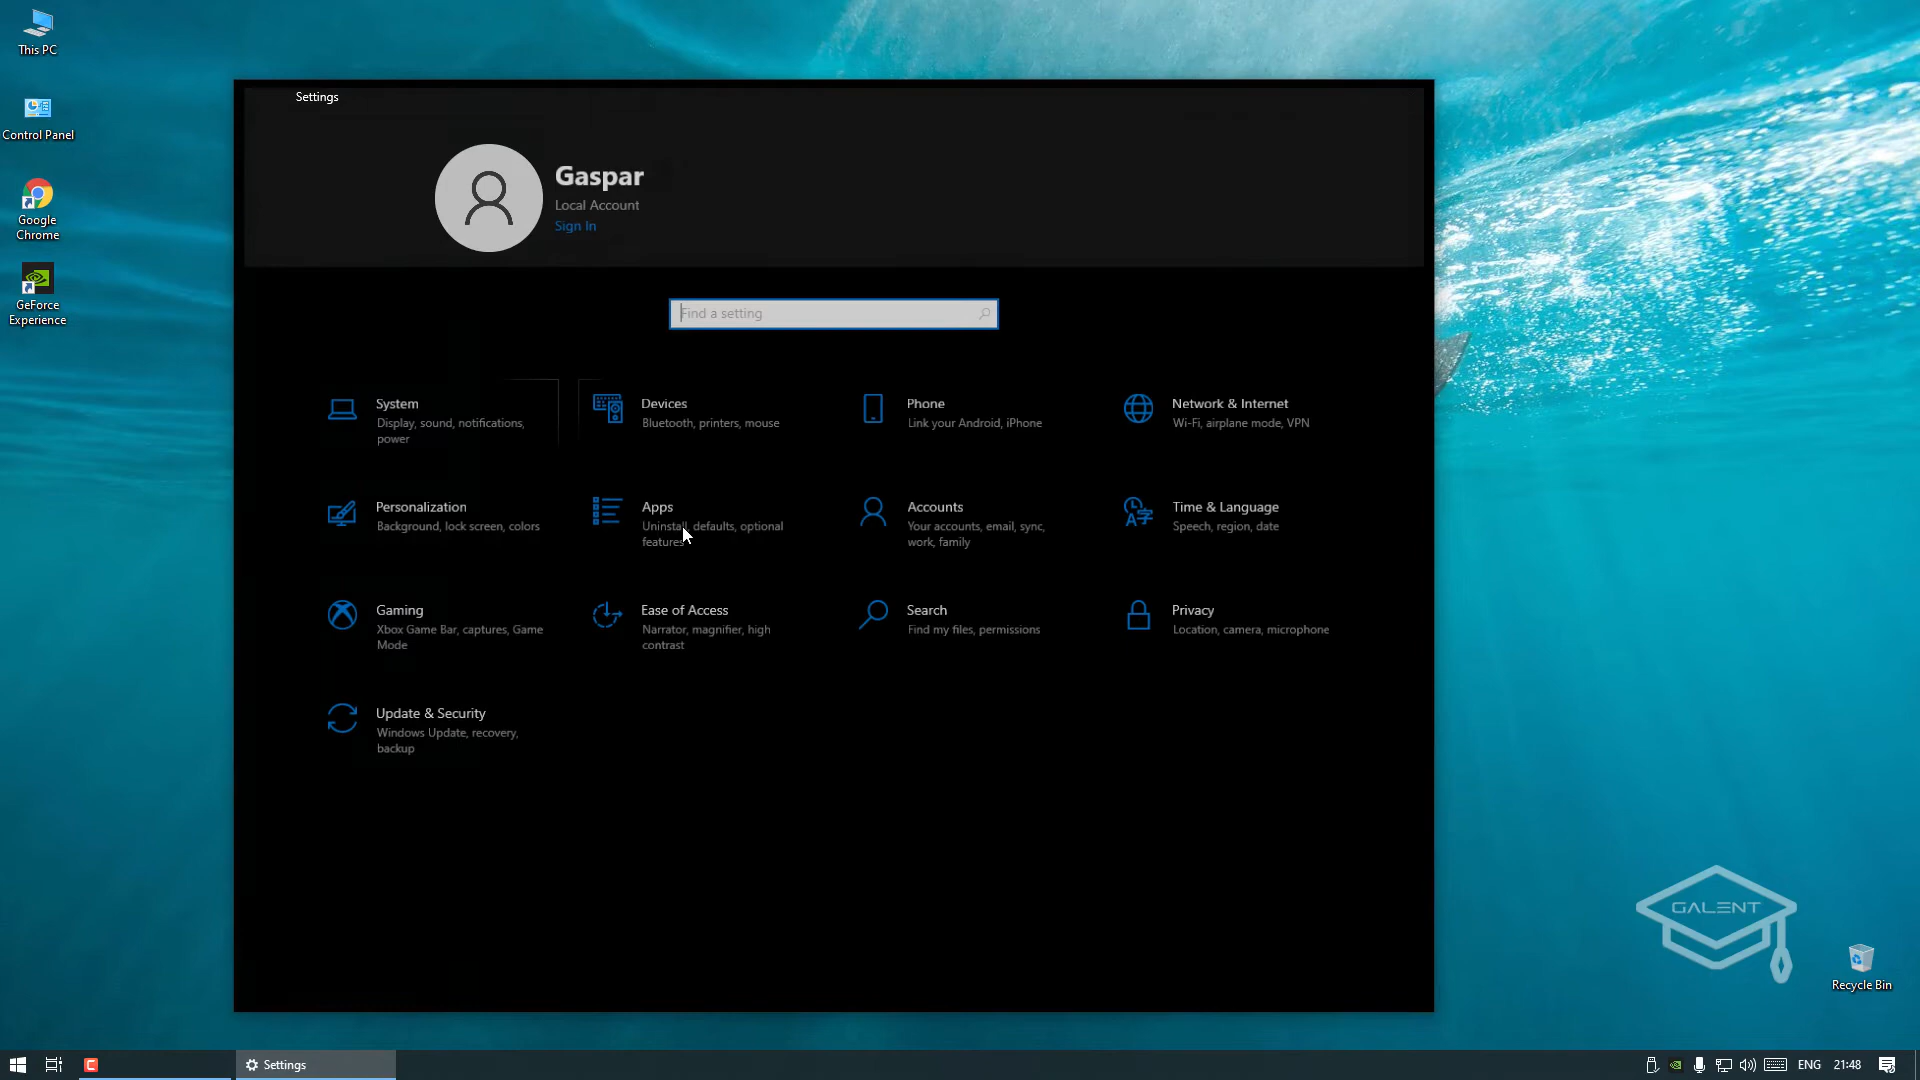 This PC
Control Panel
Google
Chrome
GeForce
Experience
Settings
Gaspar
Local Account
Sign In
Find a setting
System
Display, sound, notifications,
power
Devices
Bluetooth, printers, mouse
Phone
Link your Android, iPhone
Network & Internet
Wi-Fi, airplane mode, VPN
Personalization
Background, lock screen, colors
Apps
Uninstall, defaults, optional
features
Accounts
Your accounts, email, sync,
work, family
Time & Language
Speech, region, date
Gaming
Xbox Game Bar, captures, Game
Mode
Ease of Access
Narrator, magnifier, high
contrast
Search
Find my files, permissions
Privacy
Location, camera, microphone
Update & Security
Windows Update, recovery,
backup
GALENT
Recycle Bin
Settings
ENG
21:48